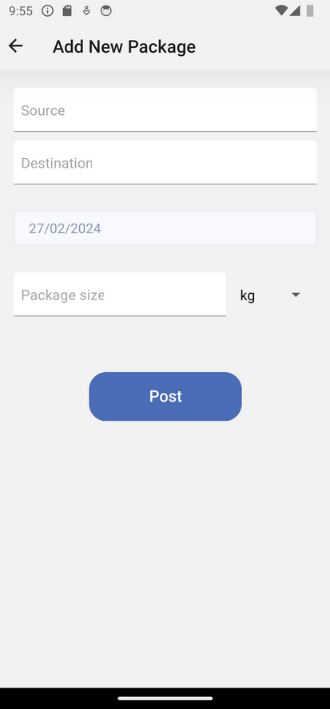 9:55
Add New Package
Source
Destination
27/02/2024
Package size
kg
Post